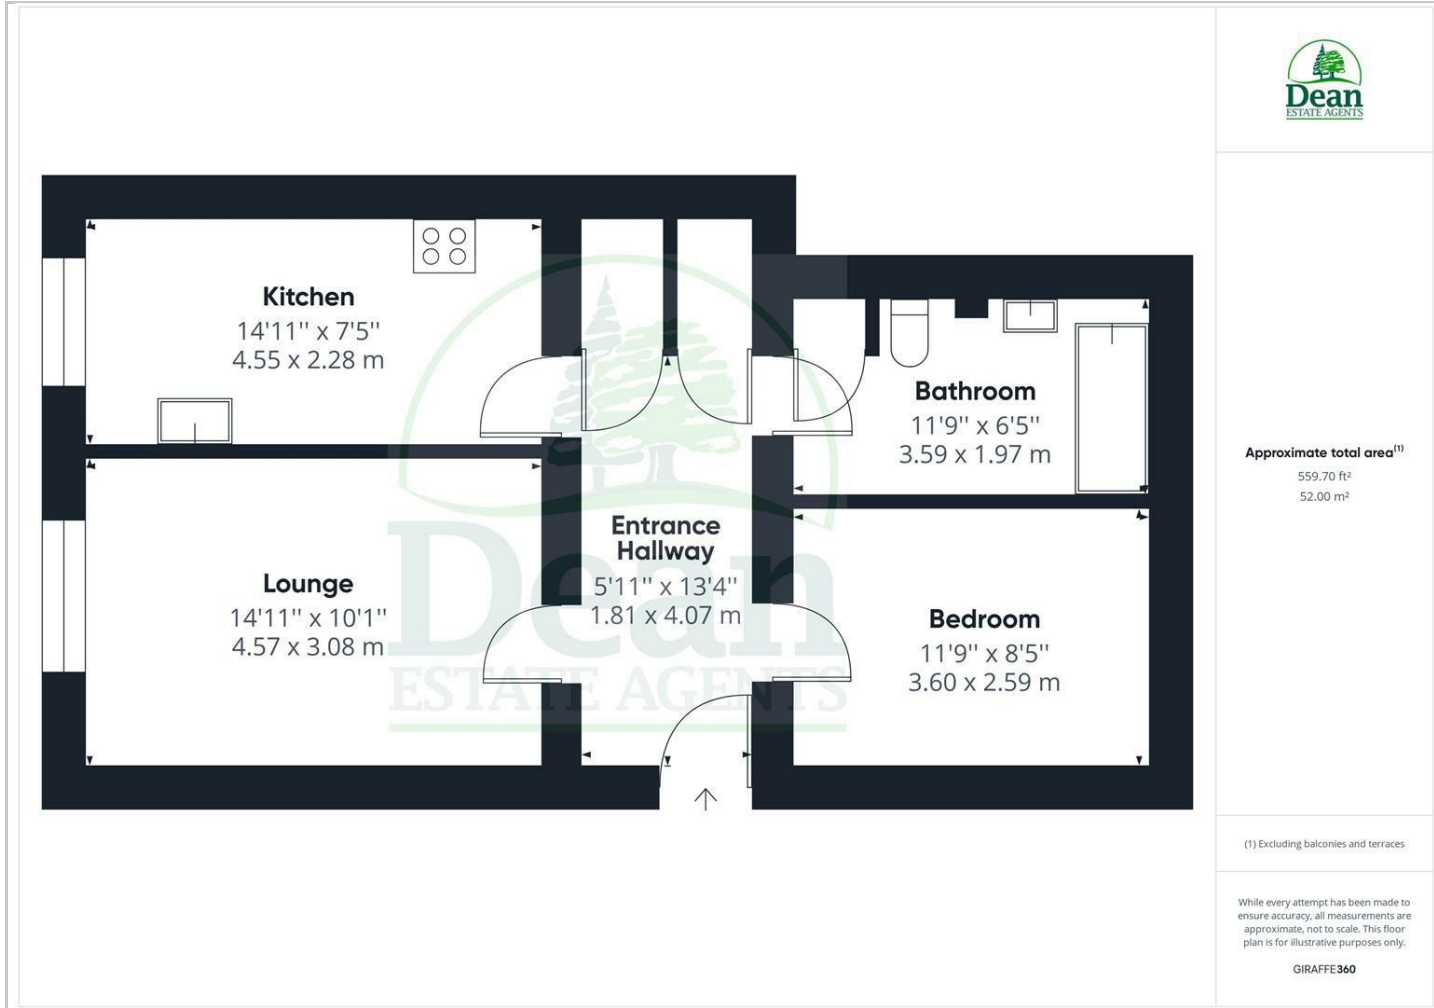 Dean
ESTATE AGENTS
Kitchen
14'11'' x 7'5''
4.55 x 2.28 m
Bathroom
11'9'' x 6'5''
3.59 x 1.97 m
Entrance
Hallway
5'11'' x 13'4''
1.81 x 4.07 m
Lounge
14'11'' x 10'1''
4.57 x 3.08 m
Bedroom
11'9'' x 8'5''
3.60 x 2.59 m
Dean
ESTATE AGENTS
Approximate total area(1)
559.70 ft²
52.00 m²
(1) Excluding balconies and terraces
While every attempt has been made to
ensure accuracy, all measurements are
approximate, not to scale. This floor
plan is for illustrative purposes only.
GIRAFFE360